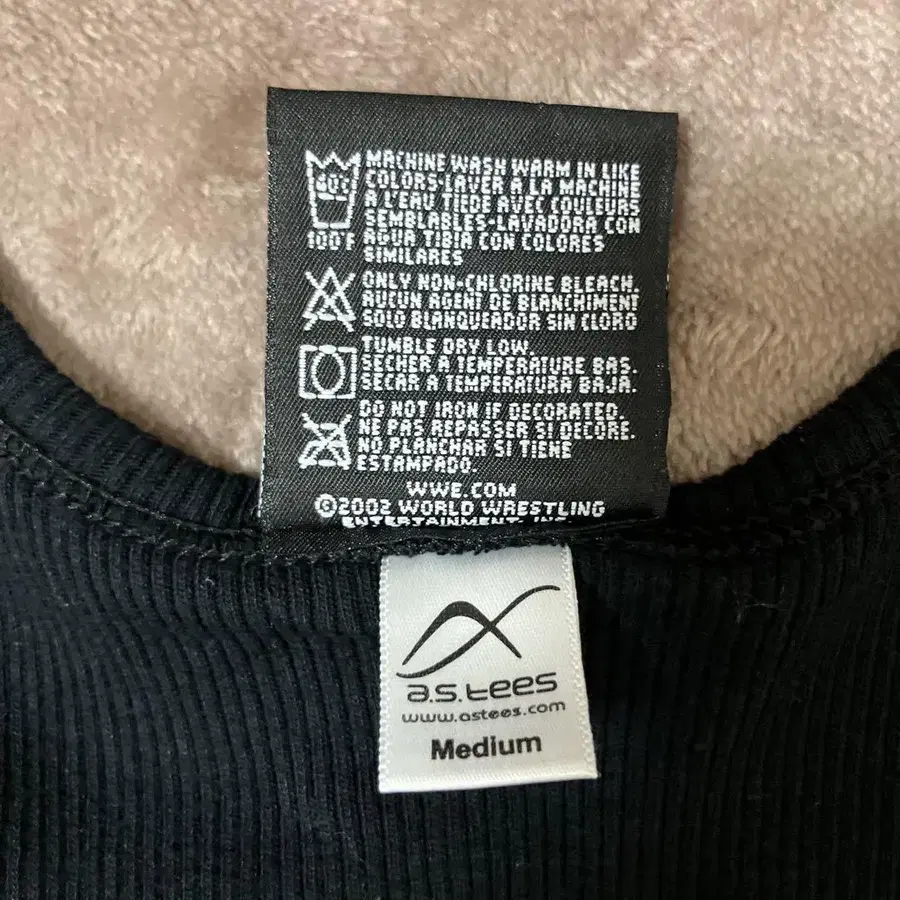 MACHINE WASH WARM IN LIKE
COLORS-LAVER A LA MACHINE
A L'EAU TIEDE AVEC COULEURS
SEMBLABLES-LAVADORA CON
AGUA TIBIA CON COLORES
SIMILARES
100°F
ONLY NON-CHLORINE BLEACH.
AUCUN AGENT DE BLANCHIMENT
SOLO BLANQUEADOR SIN CLORO
TUMBLE DRY LOW.
SECHER A TEMPERATURE BAS.
SECAR A TEMPERATURA BAJA.
DO NOT IRON IF DECORATED.
NE PAS REPASSER SI DECORE.
NO PLANCHAR SI TIENE
ESTAMPADO.
WWE.COM
©2002 WORLD WRESTLING
ENTERTAINMENT, INC.
a.s.tees
www.astees.com
Medium